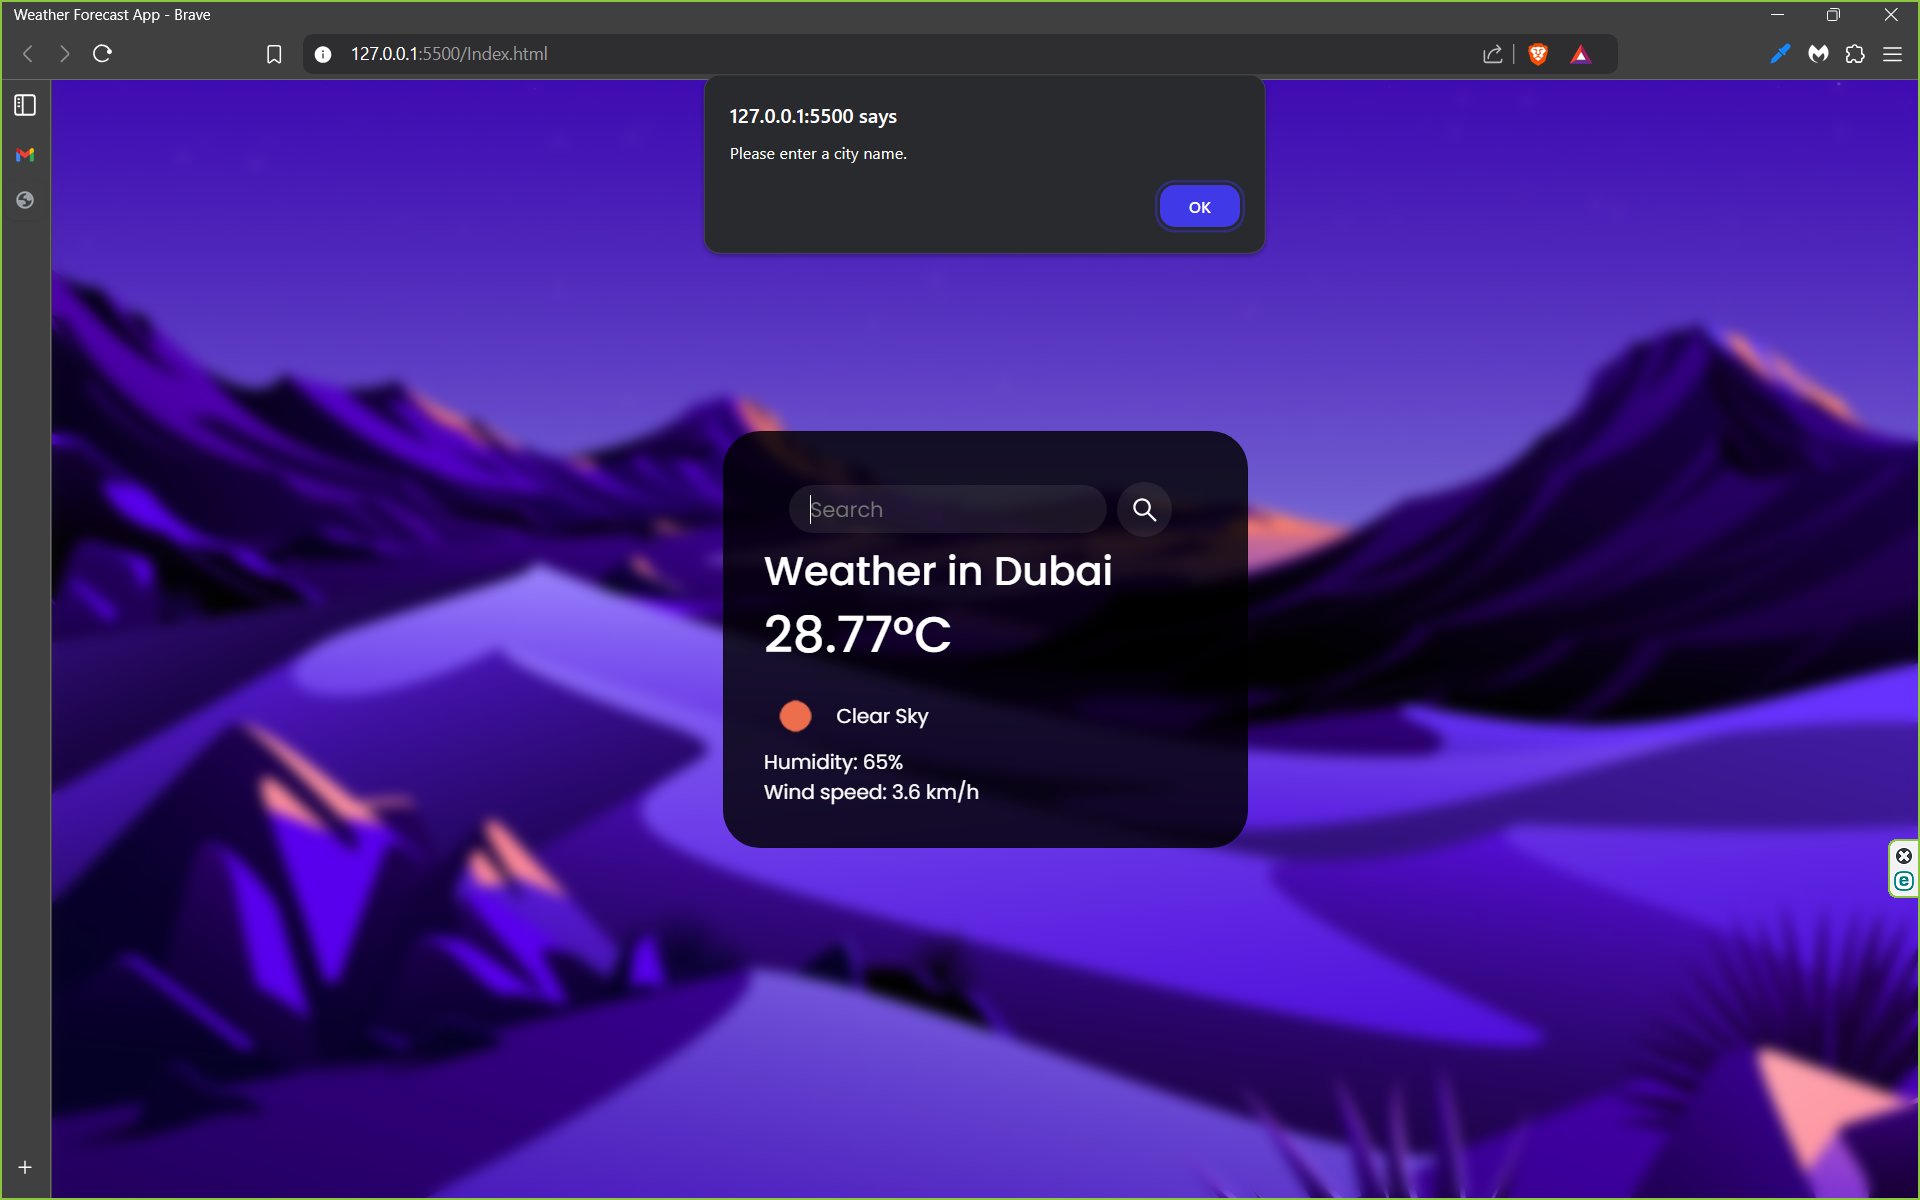 Weather Forecast App - Brave
127.0.0.1:5500/Index.html
127.0.0.1:5500 says
Please enter a city name.
OK
Search
Weather in Dubai
28.77°C
Clear Sky
Humidity: 65%
Wind speed: 3.6 km/h